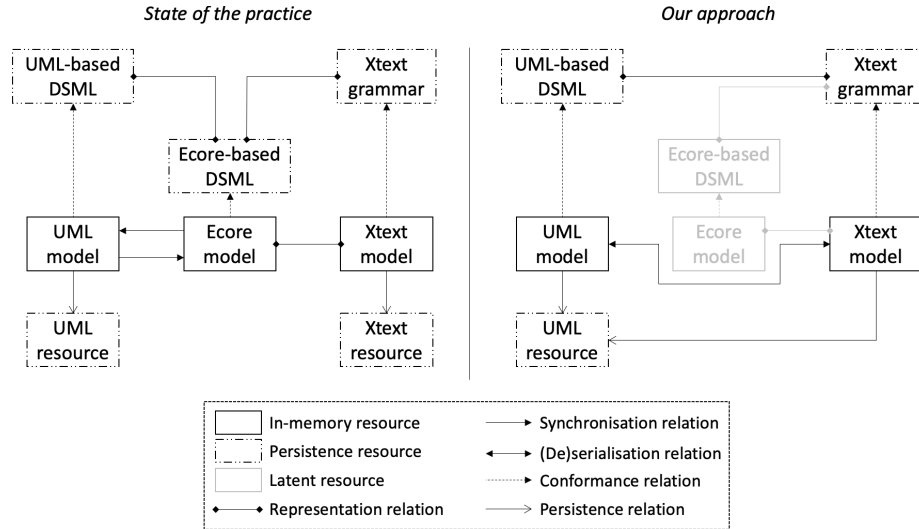 State of the practice
Our approach
UML-based
DSML
Xtext
grammar
Ecore-based
DSML
UML
model
Ecore
model
Xtext
model
UML
resource
Xtext
resource
UML-based
DSML
Xtext
grammar
Ecore-based
DSML
UML
model
Ecore
model
Xtext
model
UML
resource
In-memory resource
Persistence resource
Latent resource
Representation relation
Synchronisation relation
(De)serialisation relation
Conformance relation
Persistence relation